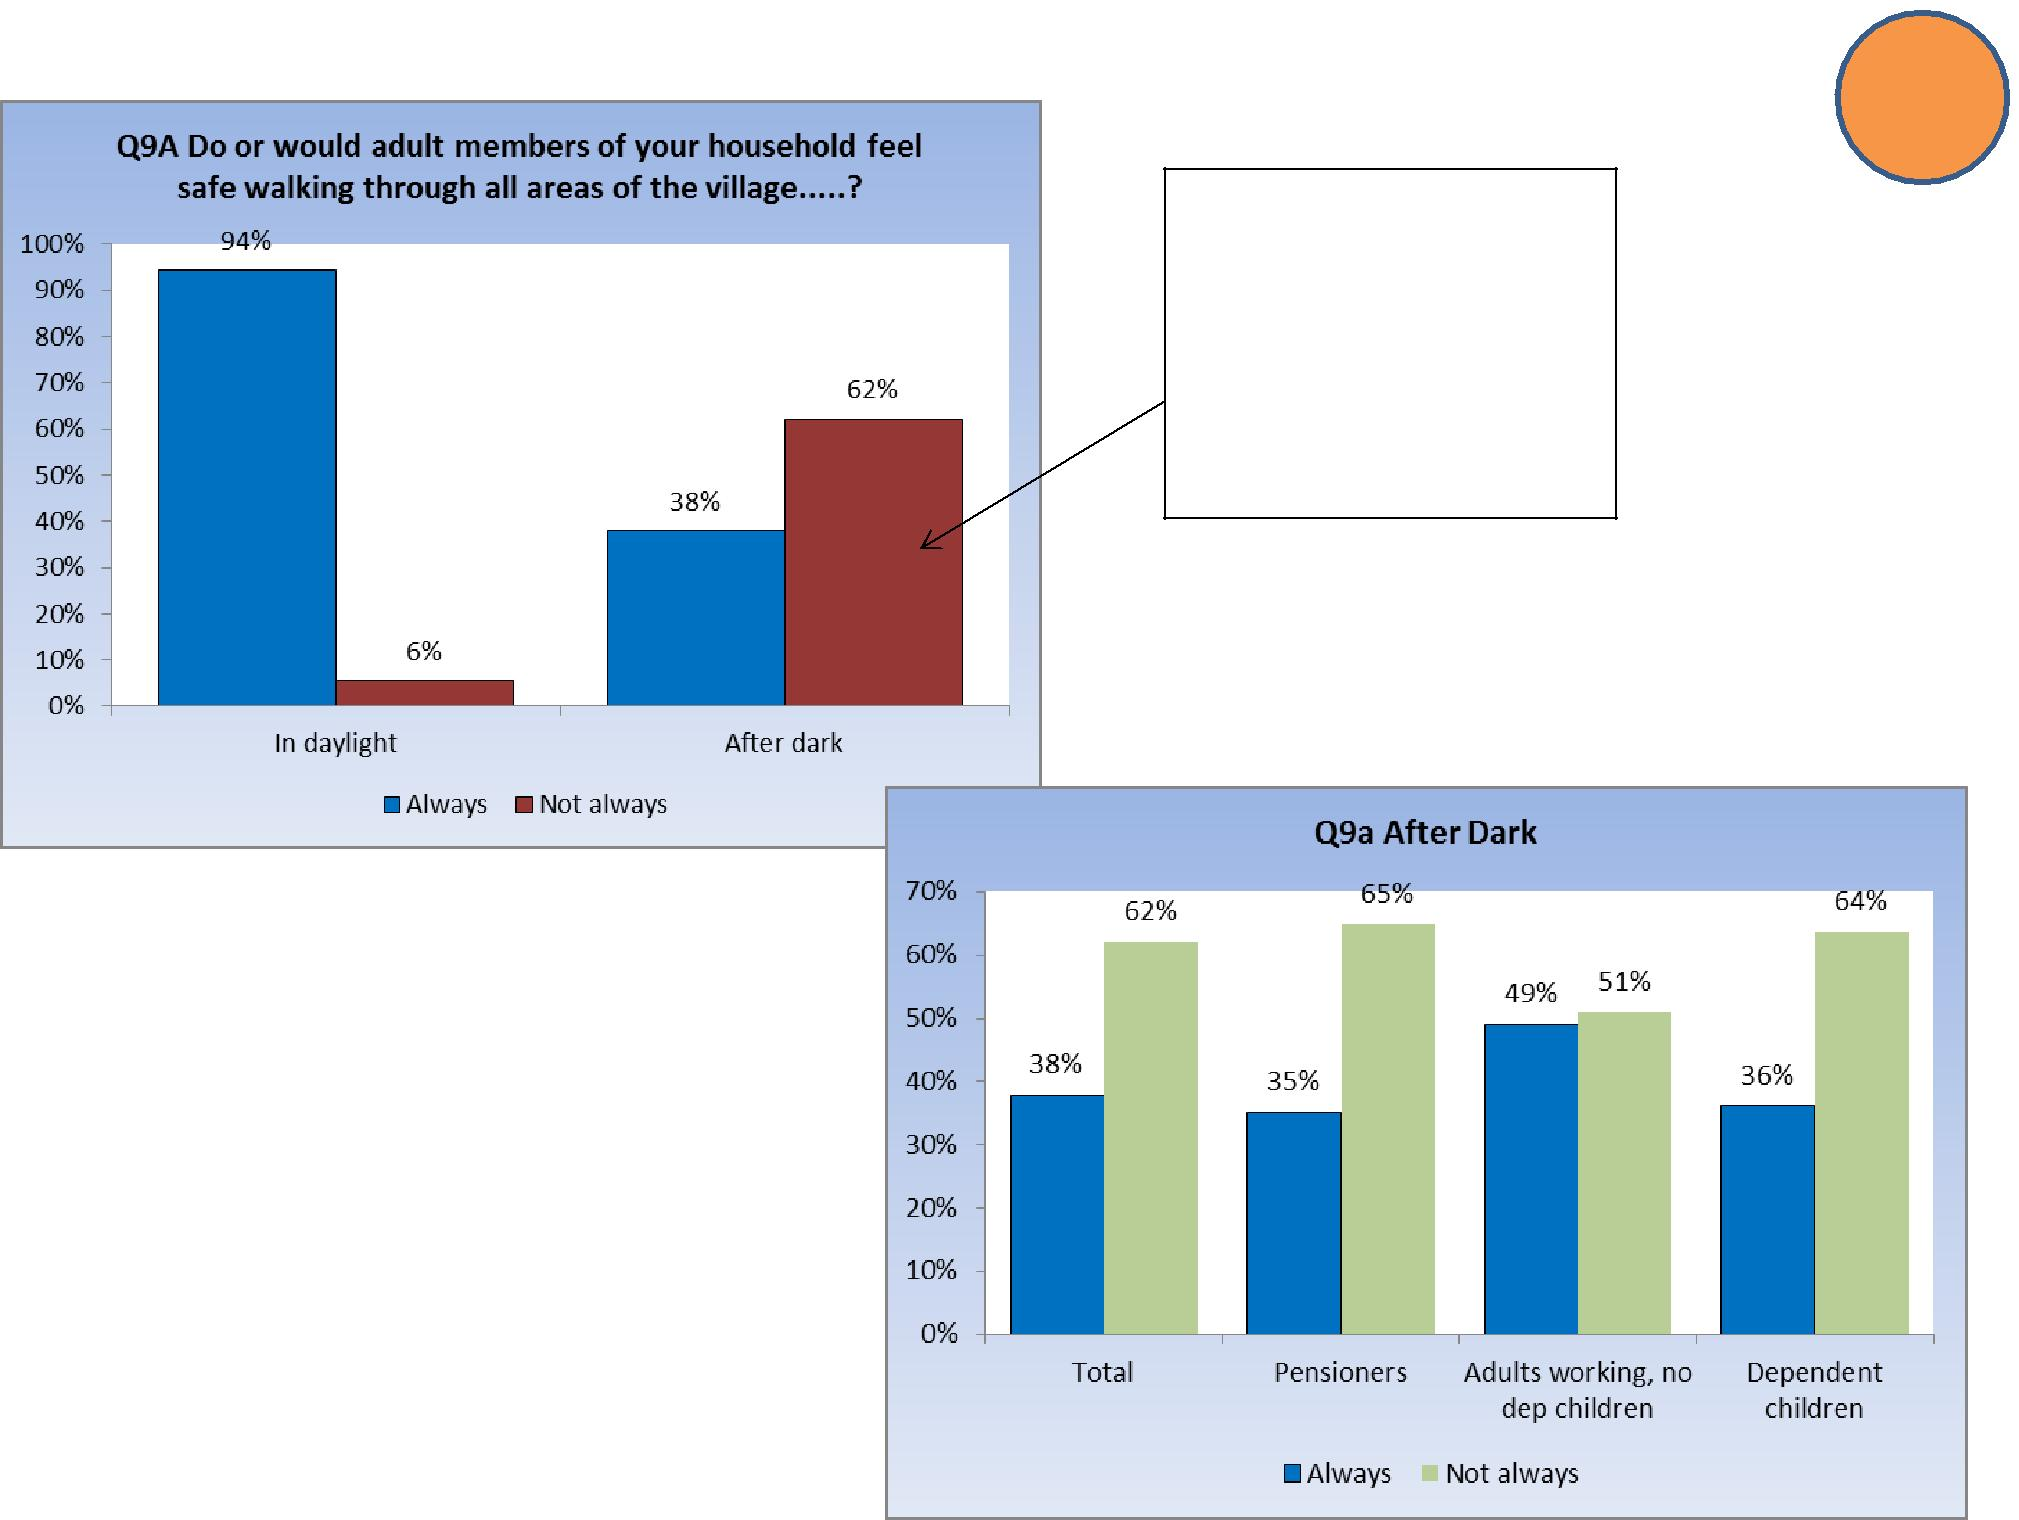 Q9A Do or would adult members of your household feel
safe walking through all areas of the village.....?
100%
90%
80%
70%
60%
50%
40%
30%
20%
10%
0%
94%
6%
38%
62%
In daylight
After dark
Always
Not always
Q9a After Dark
70%
60%
50%
40%
30%
20%
10%
0%
38%
62%
35%
65%
49%
51%
36%
64%
Total
Pensioners
Adults working, no
dep children
Dependent
children
Always
Not always